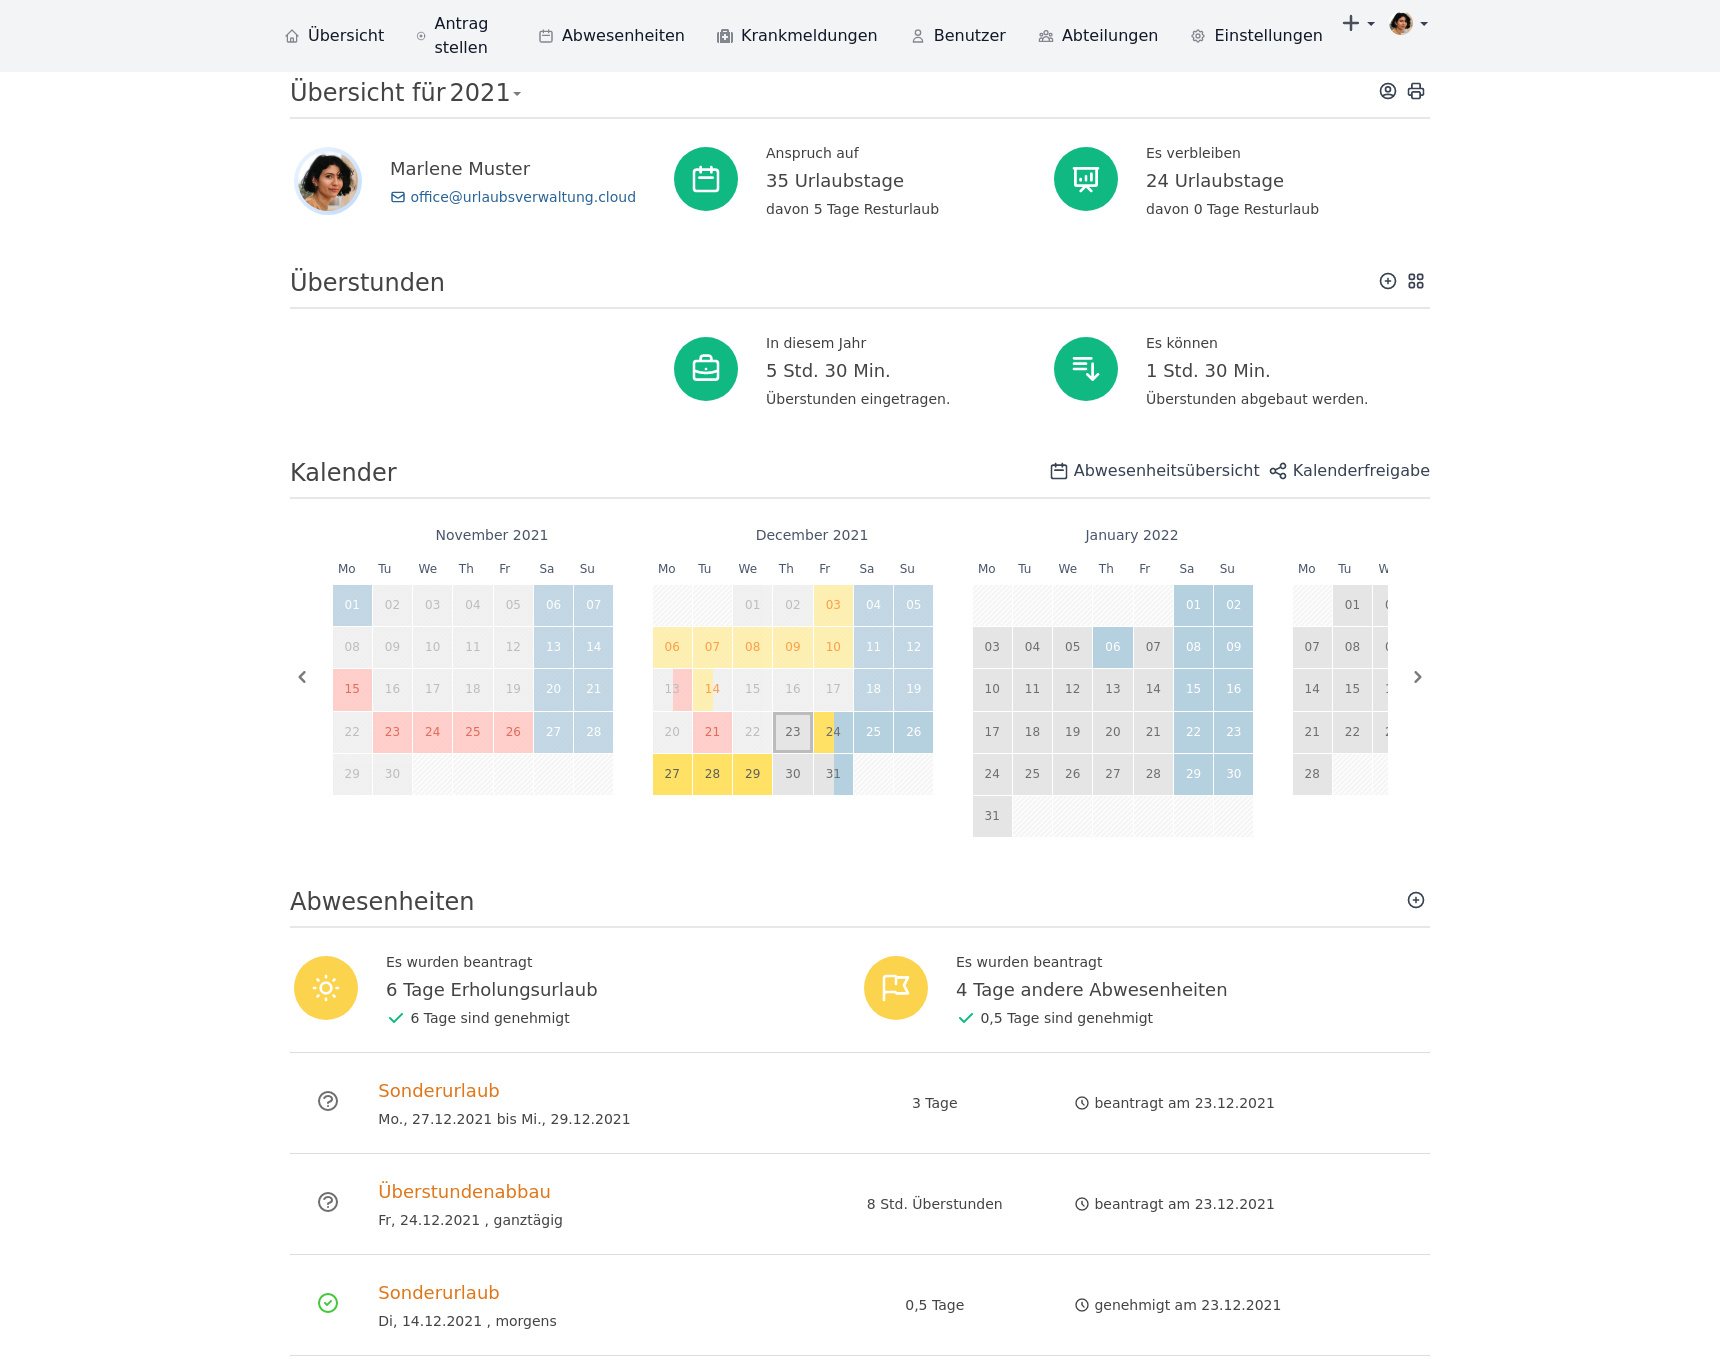 Übersicht
Antrag stellen
Abwesenheiten
Krankmeldungen
Benutzer
Abteilungen
Einstellungen
Übersicht für 2021
Marlene Muster
office@urlaubsverwaltung.cloud
Anspruch auf
35 Urlaubstage
davon 5 Tage Resturlaub
Es verbleiben
24 Urlaubstage
davon 0 Tage Resturlaub
Überstunden
In diesem Jahr
5 Std. 30 Min.
Überstunden eingetragen.
Es können
1 Std. 30 Min.
Überstunden abgebaut werden.
Kalender
Abwesenheitsübersicht
Kalenderfreigabe
November 2021
Mo Tu We Th Fr Sa Su
01 02 03 04 05 06 07
08 09 10 11 12 13 14
15 16 17 18 19 20 21
22 23 24 25 26 27 28
29 30
December 2021
Mo Tu We Th Fr Sa Su
01 02 03 04 05
06 07 08 09 10 11 12
13 14 15 16 17 18 19
20 21 22 23 24 25 26
27 28 29 30 31
January 2022
Mo Tu We Th Fr Sa Su
01 02
03 04 05 06 07 08 09
10 11 12 13 14 15 16
17 18 19 20 21 22 23
24 25 26 27 28 29 30
31
Mo Tu
01
07 08
14 15
21 22
28
Abwesenheiten
Es wurden beantragt
6 Tage Erholungsurlaub
6 Tage sind genehmigt
Es wurden beantragt
4 Tage andere Abwesenheiten
0,5 Tage sind genehmigt
Sonderurlaub
Mo., 27.12.2021 bis Mi., 29.12.2021
3 Tage
beantragt am 23.12.2021
Überstundenabbau
Fr, 24.12.2021 , ganztägig
8 Std. Überstunden
beantragt am 23.12.2021
Sonderurlaub
Di, 14.12.2021 , morgens
0,5 Tage
genehmigt am 23.12.2021